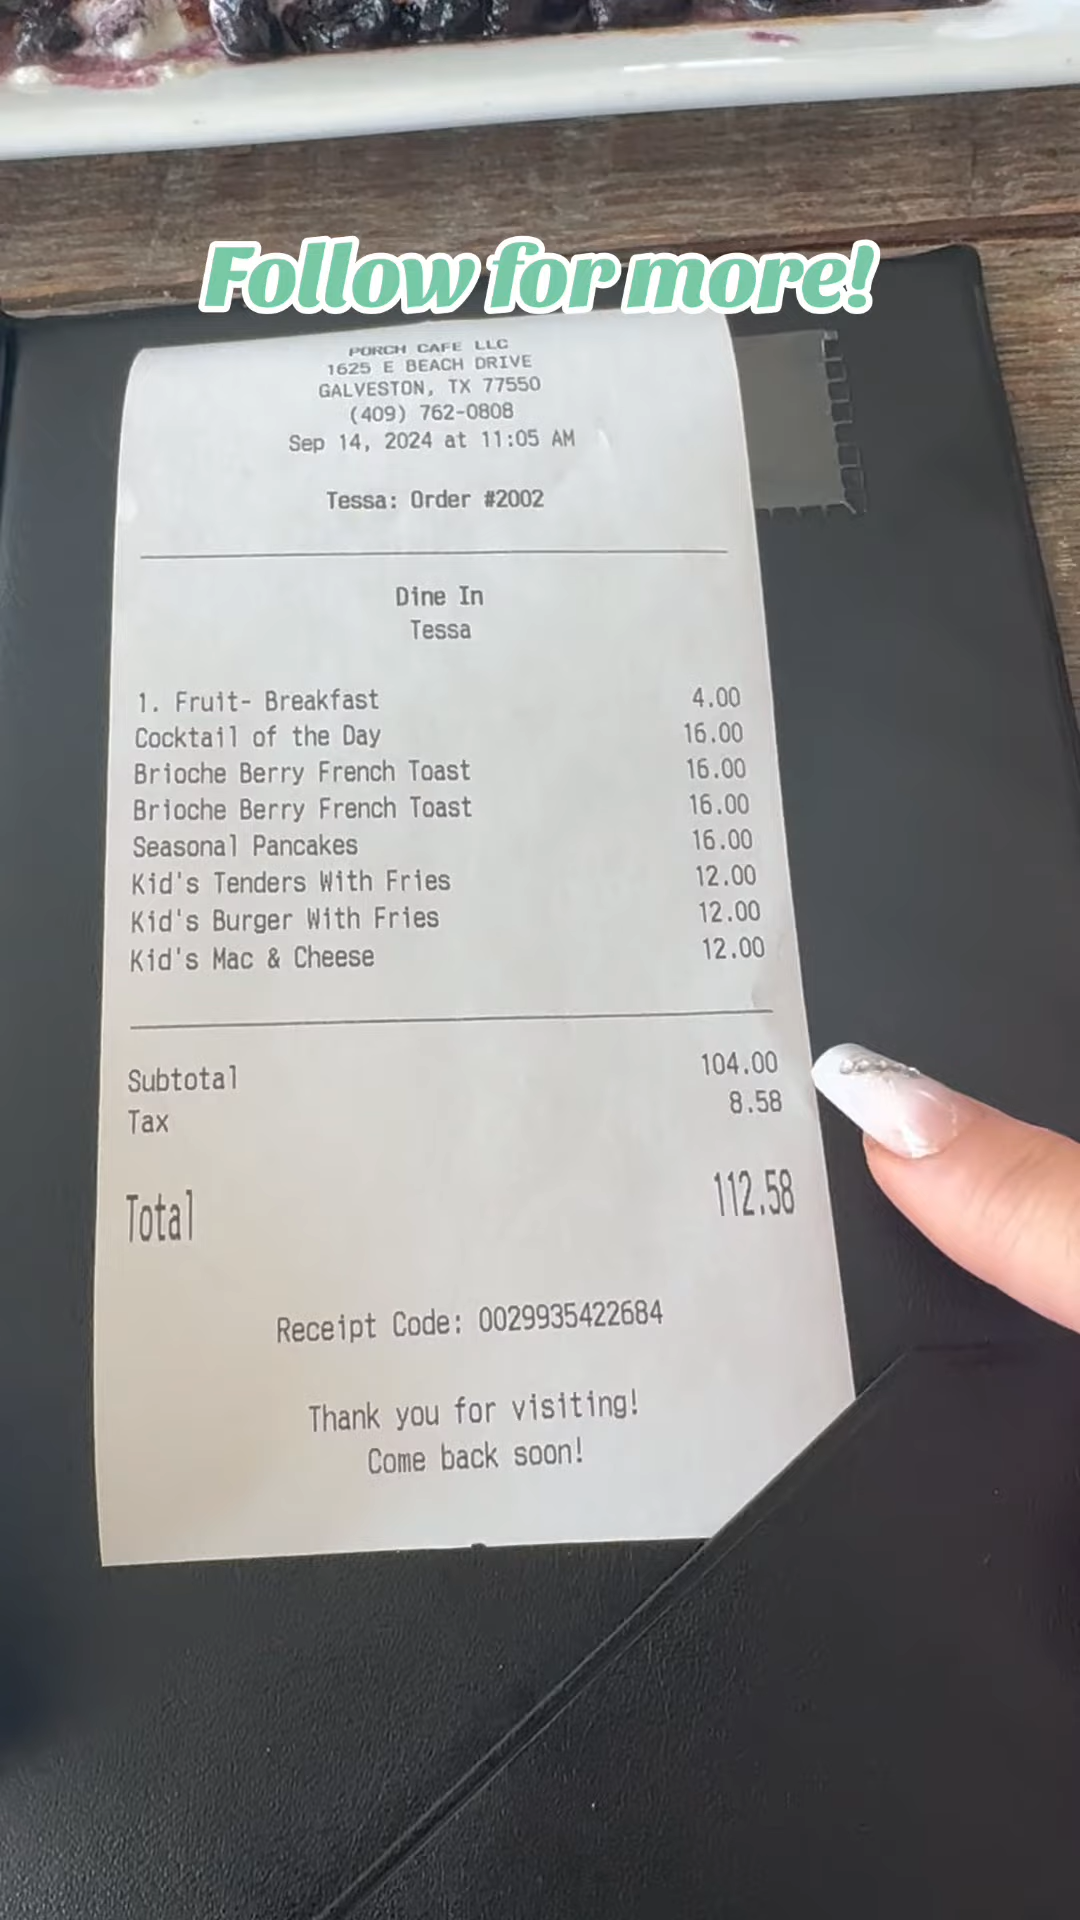 Follow for more!
PORCH CAFE LLC
1625 E BEACH DRIVE
GALVESTON, TX 77550
(409) 762-0808
Sep 14, 2024 at 11:05 AM
Tessa: Order #2002
Dine In
Tessa
1. Fruit- Breakfast 4.00
Cocktail of the Day 16.00
Brioche Berry French Toast 16.00
Brioche Berry French Toast 16.00
Seasonal Pancakes 16.00
Kid's Tenders With Fries 12.00
Kid's Burger With Fries 12.00
Kid's Mac & Cheese 12.00
Subtotal 104.00
Tax 8.58
Total 112.58
Receipt Code: 0029935422684
Thank you for visiting!
Come back soon!